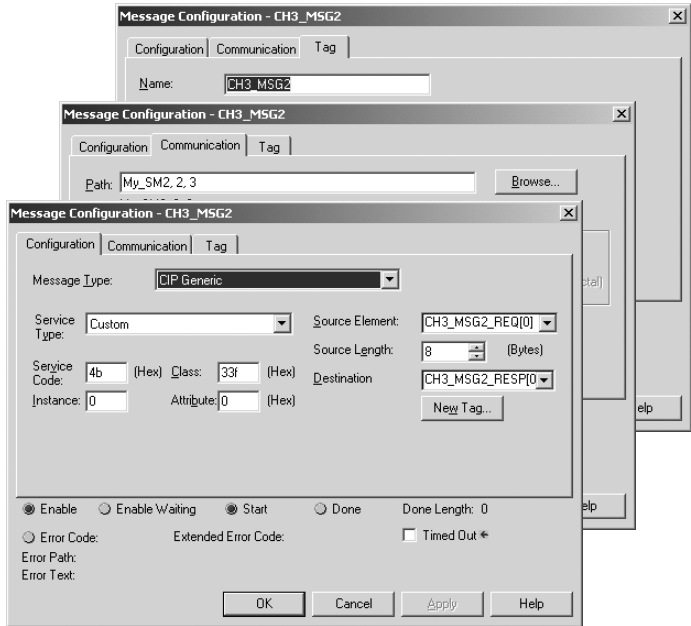 Message Configuration - CH3_MSG2
Configuration Communication Tag
Name: CH3_MSG2
Message Configuration - CH3_MSG2
Configuration Communication Tag
Path: My_SM2, 2, 3 Browse...
Message Configuration - CH3_MSG2
Configuration Communication Tag
Message Type: CIP Generic
Service Type: Custom
Source Element: CH3_MSG2_REQ[0]
Source Length: 8 (Bytes)
Service Code: 4b (Hex) Class: 33f (Hex)
Destination CH3_MSG2_RESP[0
Instance: 0 Attribute: 0 (Hex)
New Tag...
Enable Enable Waiting Start Done Done Length: 0
Error Code: Extended Error Code: Timed Out
Error Path:
Error Text:
OK Cancel Apply Help
elp
elp